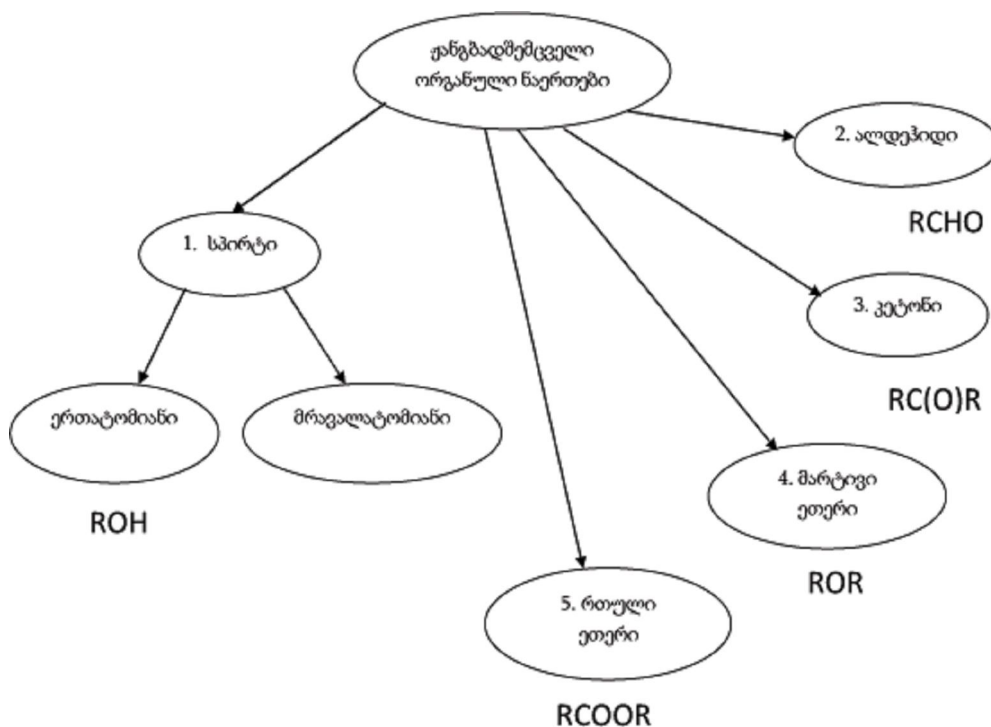 ჟანგბადშემცველი
ორგანული ნაერთები
2. ალდეჰიდი
RCHO
1. სპირტი
3. კეტონი
RC(O)R
ერთატომიანი
მრავალატომიანი
ROH
4. მარტივი
ეთერი
ROR
5. რთული
ეთერი
RCOOR